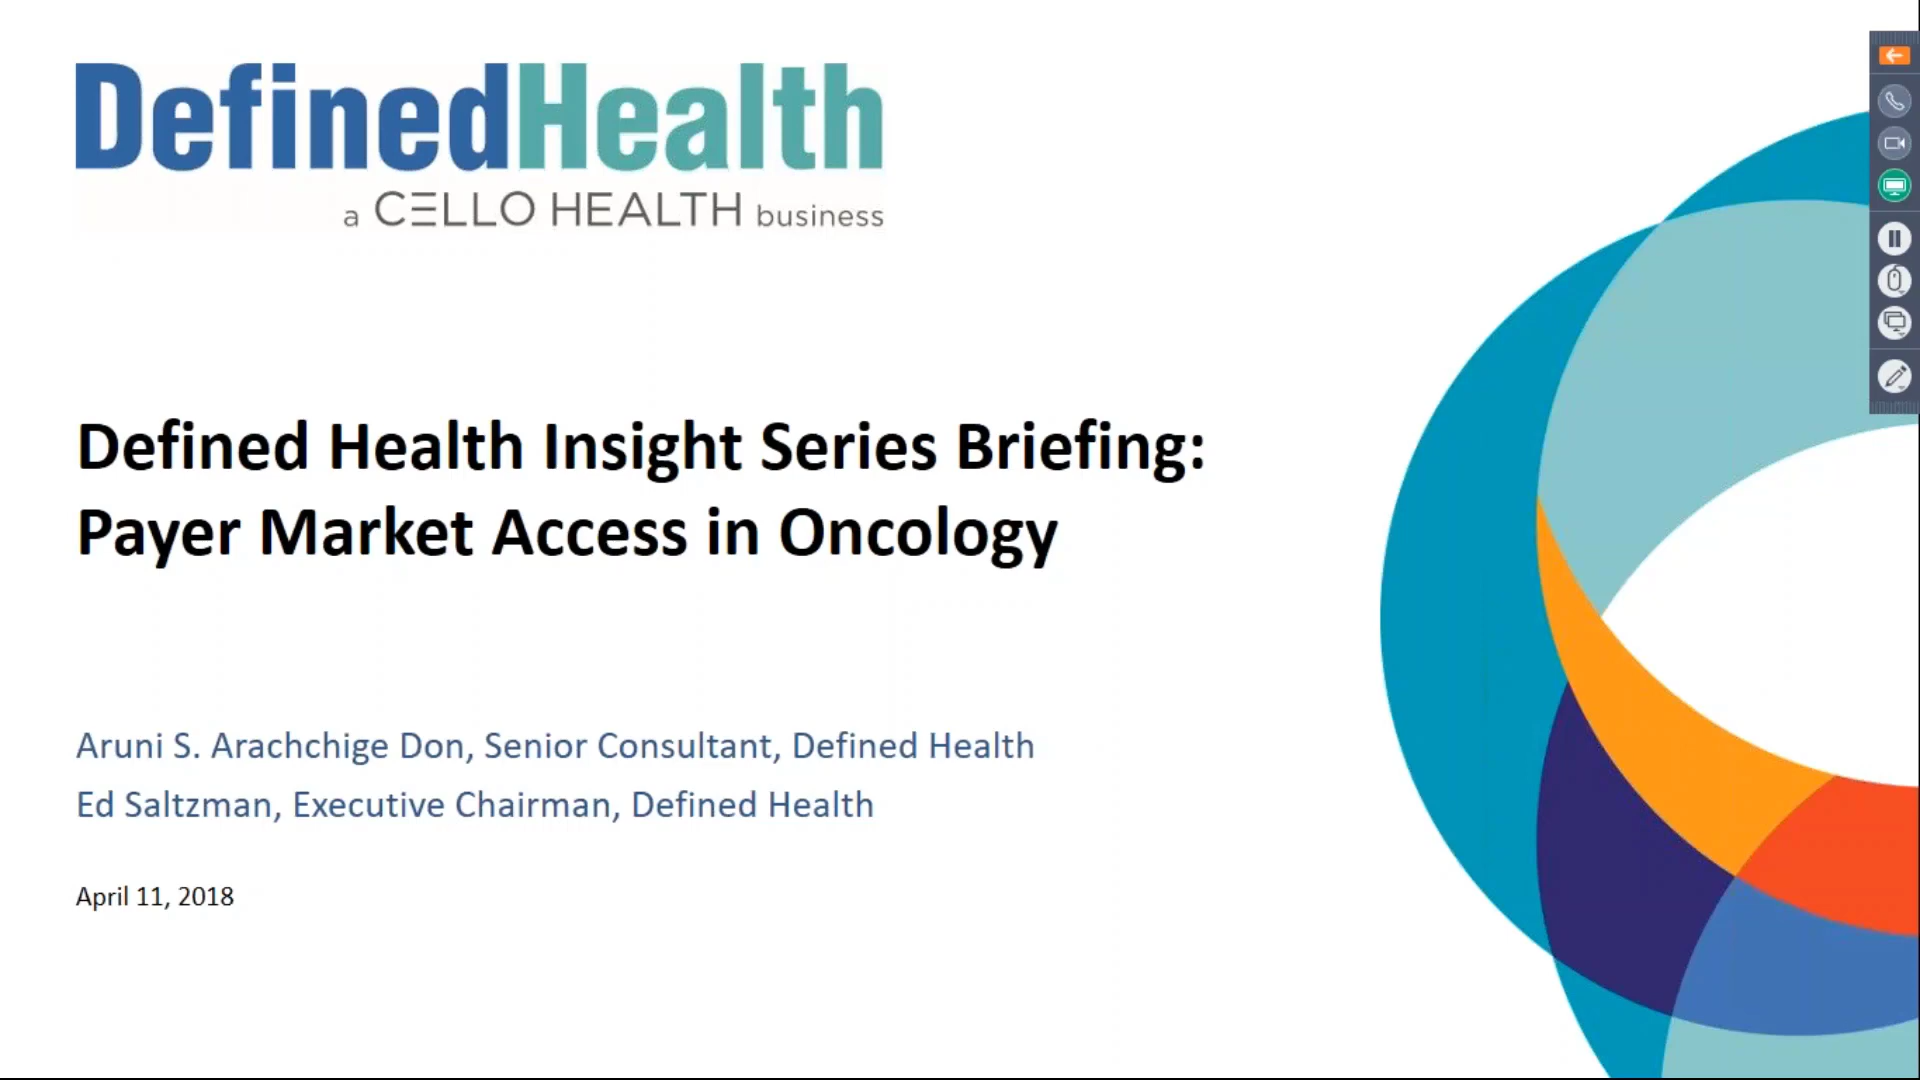 DefinedHealth
a CELLO HEALTH business
Defined Health Insight Series Briefing:
Payer Market Access in Oncology
Aruni S. Arachchige Don, Senior Consultant, Defined Health
Ed Saltzman, Executive Chairman, Defined Health
April 11, 2018